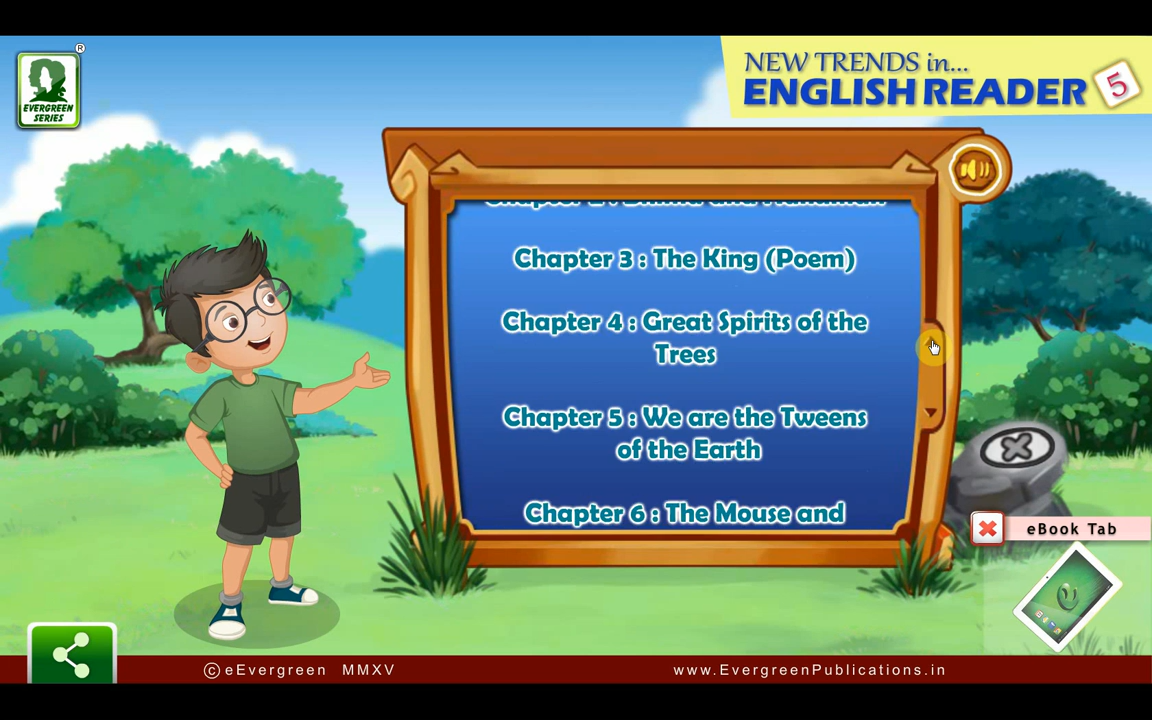 ®
EVERGREEN
SERIES
NEW TRENDS in...
ENGLISH READER 5
Chapter 3 : The King (Poem)
Chapter 4 : Great Spirits of the
Trees
Chapter 5 : We are the Tweens
of the Earth
Chapter 6 : The Mouse and
eBook Tab
© eEvergreen MMXV
www.EvergreenPublications.in